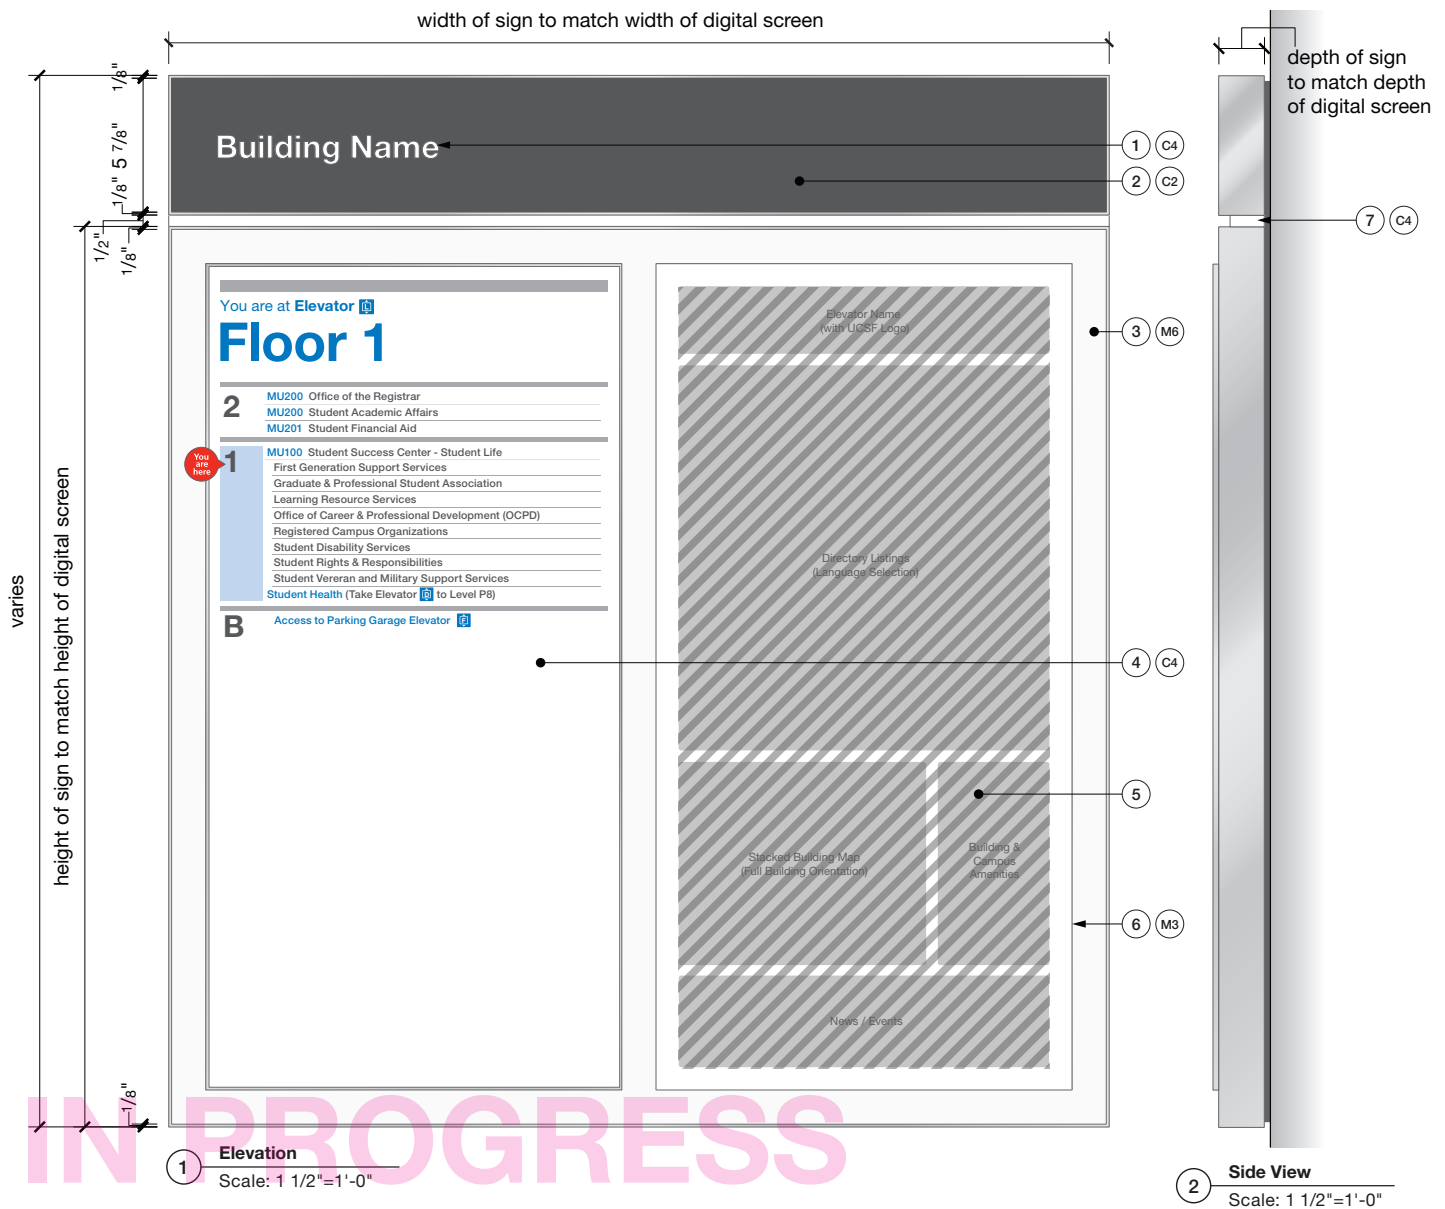 width of sign to match width of digital screen
depth of sign
to match depth
of digital screen
1/8"
5 7/8"
1/8"
1/2"
1/8"
Building Name
1 C4
2 C2
7 C4
varies
height of sign to match height of digital screen
You are at Elevator L
Floor 1
2
MU200 Office of the Registrar
MU200 Student Academic Affairs
MU201 Student Financial Aid
You
are
here
1
MU100 Student Success Center - Student Life
First Generation Support Services
Graduate & Professional Student Association
Learning Resource Services
Office of Career & Professional Development (OCPD)
Registered Campus Organizations
Student Disability Services
Student Rights & Responsibilities
Student Vereran and Military Support Services
Student Health (Take Elevator D to Level P8)
B
Access to Parking Garage Elevator
Elevator Name
(with UCSF Logo)
Directory Listings
(Language Selection)
Stacked Building Map
(Full Building Orientation)
Building &
Campus
Amenities
News / Events
3 M6
4 C4
5
6 M3
1/8"
IN PROGRESS
1
Elevation
Scale: 1 1/2"=1'-0"
2
Side View
Scale: 1 1/2"=1'-0"